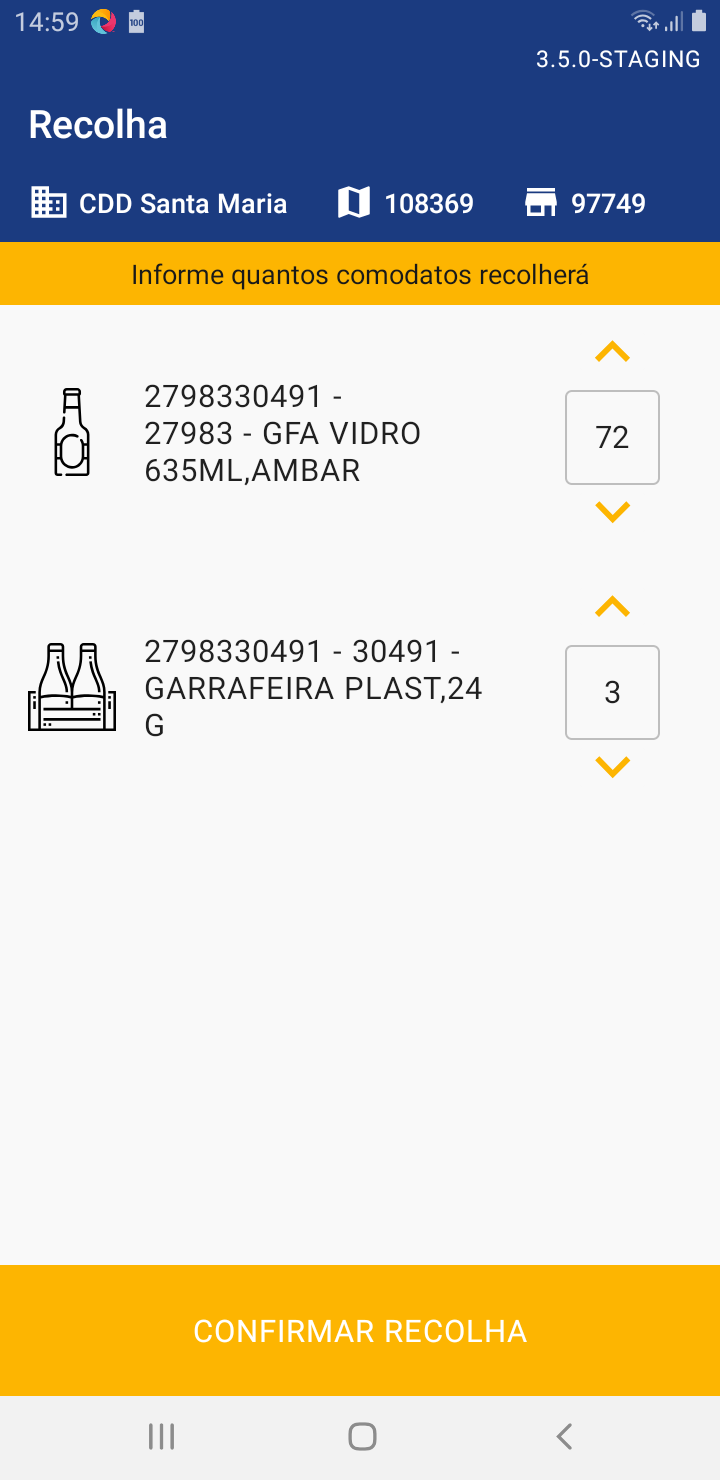 14:59 100
3.5.0-STAGING
Recolha
CDD Santa Maria 108369 97749
Informe quantos comodatos recolherá
2798330491 -
27983 - GFA VIDRO
635ML,AMBAR
72
2798330491 - 30491 -
GARRAFEIRA PLAST,24
G
3
CONFIRMAR RECOLHA